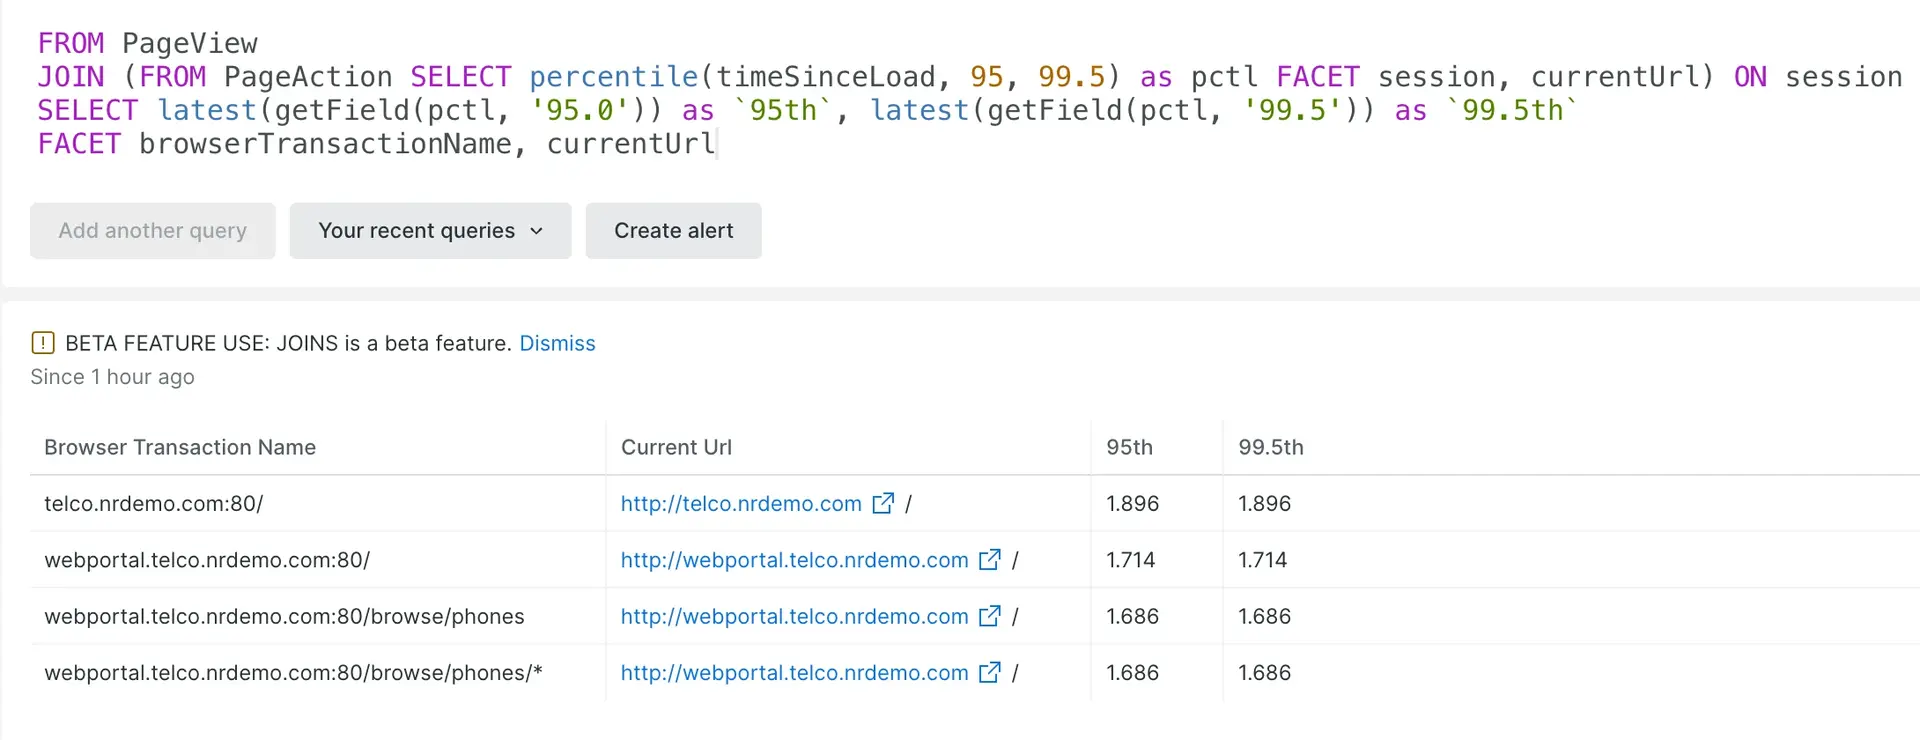 FROM PageView
JOIN (FROM PageAction SELECT percentile(timeSinceLoad, 95, 99.5) as pctl FACET session, currentUrl) ON session
SELECT latest(getField(pctl, '95.0')) as `95th`, latest(getField(pctl, '99.5')) as `99.5th`
FACET browserTransactionName, currentUrl
Add another query Your recent queries Create alert
BETA FEATURE USE: JOINS is a beta feature. Dismiss
Since 1 hour ago
Browser Transaction Name Current Url 95th 99.5th
telco.nrdemo.com:80/ http://telco.nrdemo.com / 1.896 1.896
webportal.telco.nrdemo.com:80/ http://webportal.telco.nrdemo.com / 1.714 1.714
webportal.telco.nrdemo.com:80/browse/phones http://webportal.telco.nrdemo.com / 1.686 1.686
webportal.telco.nrdemo.com:80/browse/phones/* http://webportal.telco.nrdemo.com / 1.686 1.686